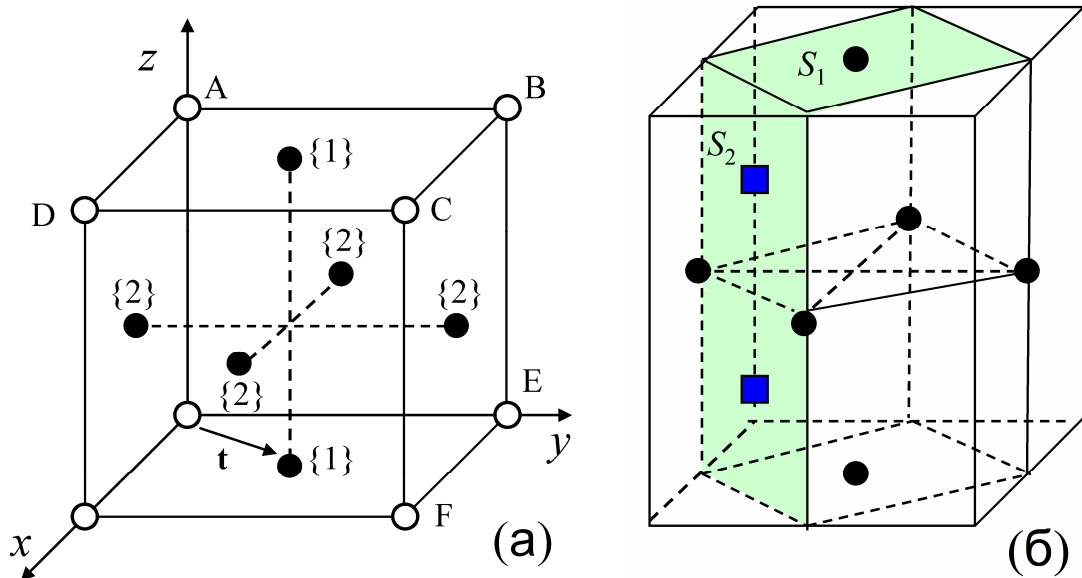 z
A
B
{1}
D
C
{2}
{2}
{2}
{2}
E
t
{1}
y
F
x
(а)
S1
S2
(б)